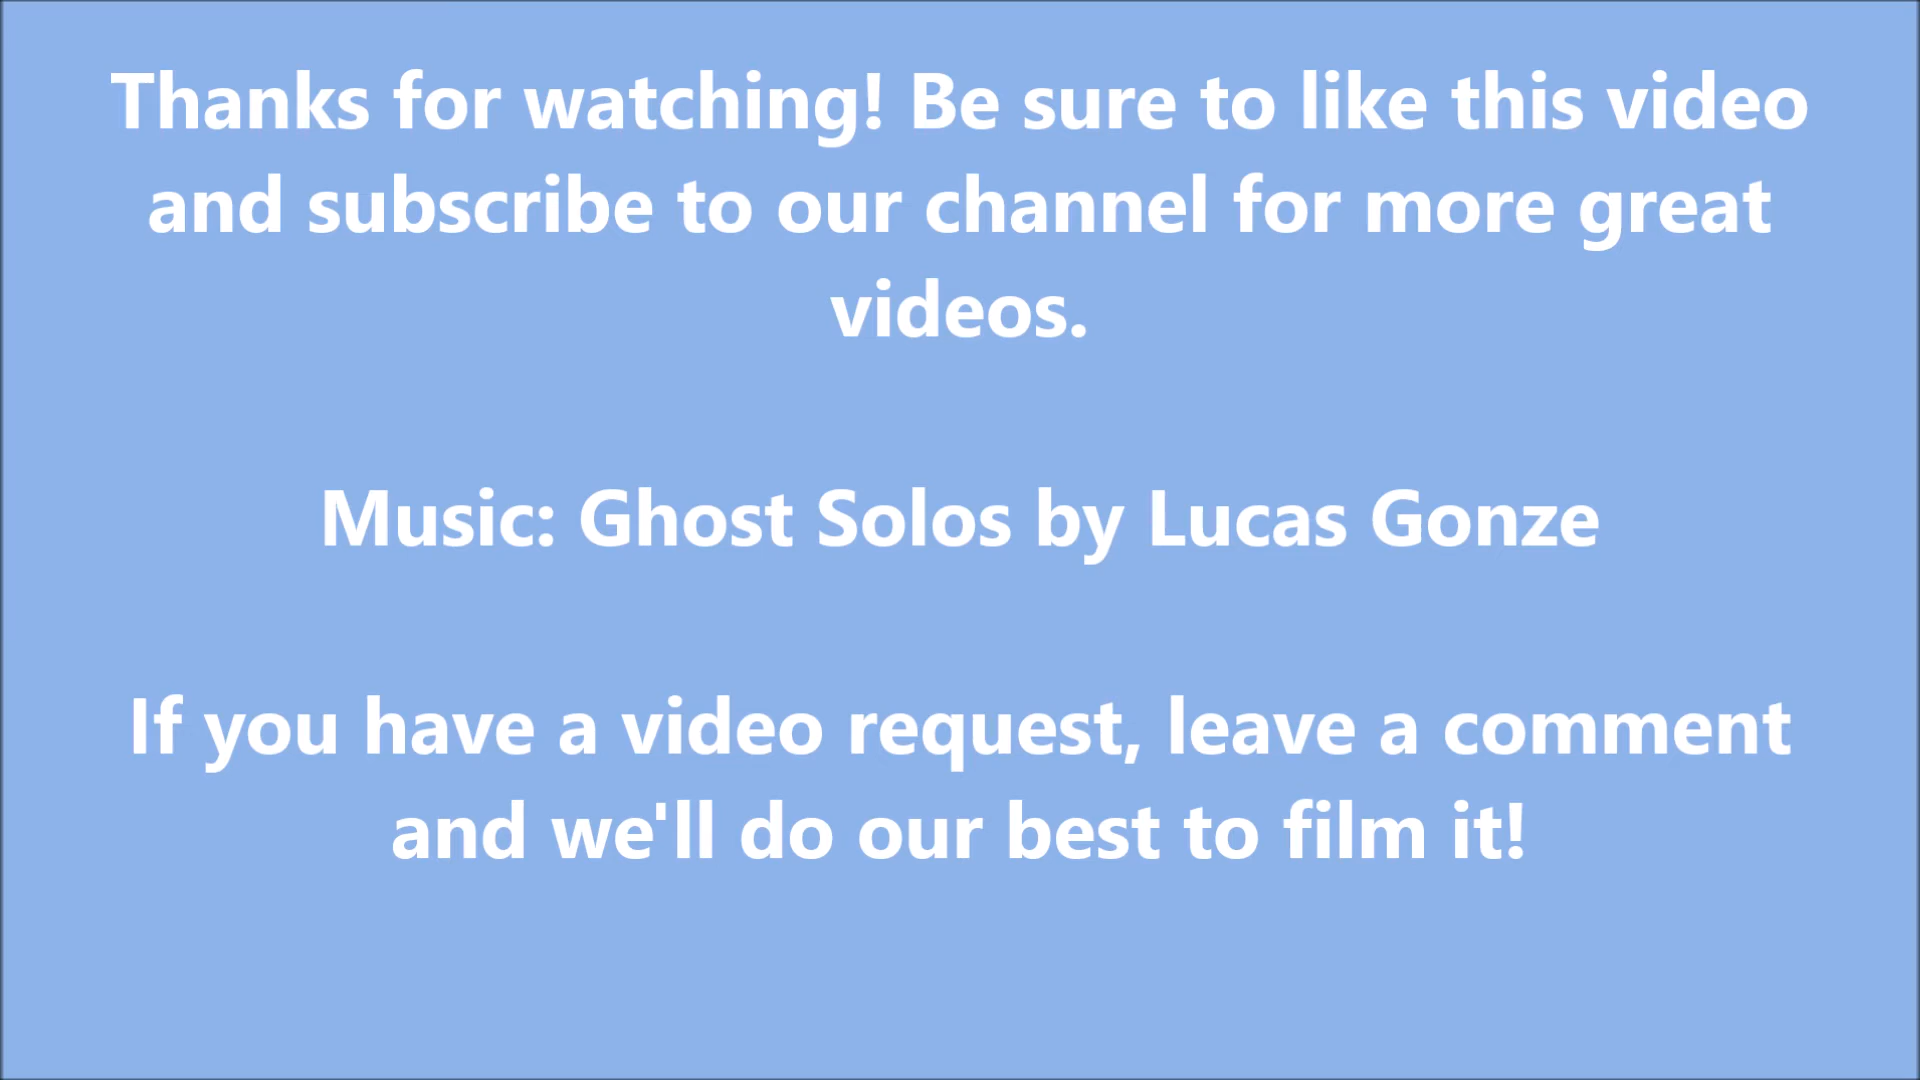 Thanks for watching! Be sure to like this video
and subscribe to our channel for more great
videos.
Music: Ghost Solos by Lucas Gonze
If you have a video request, leave a comment
and we'll do our best to film it!